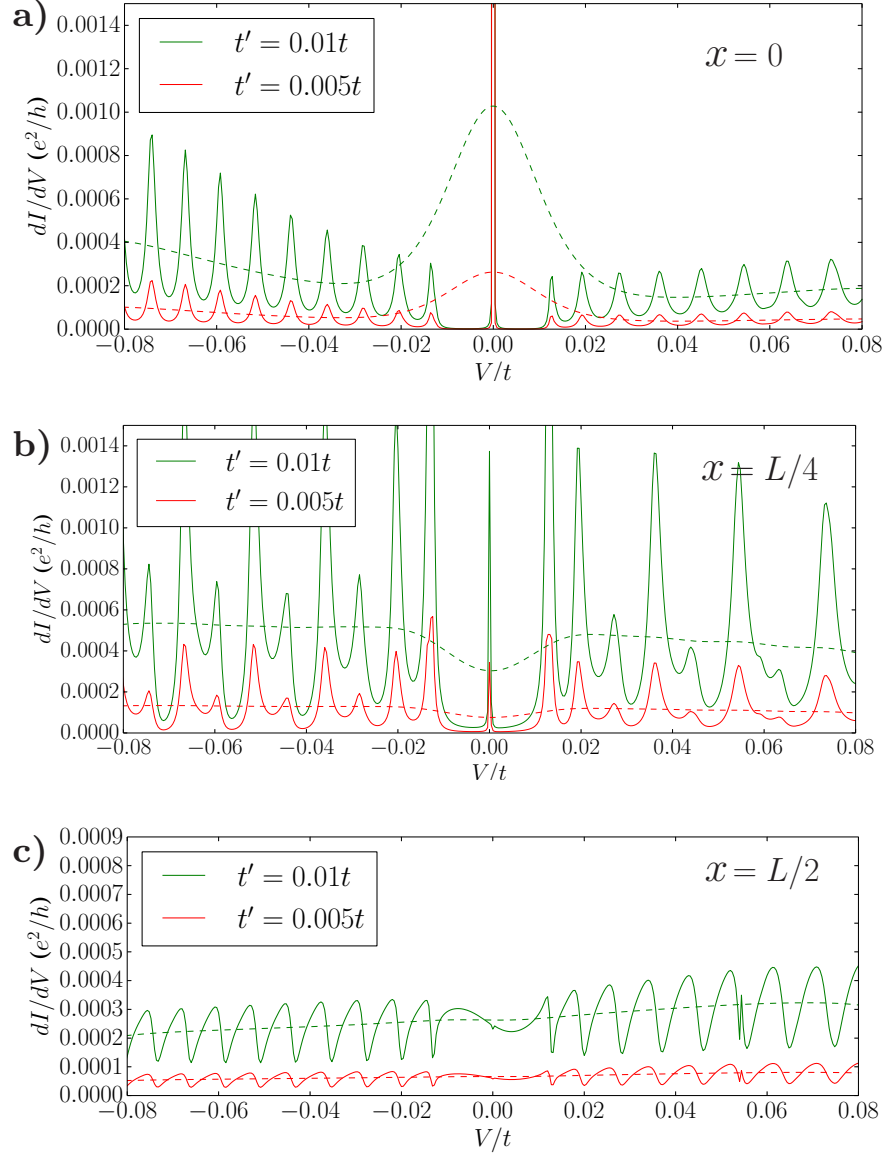 a)
0.0014
0.0012
0.0010
0.0008
0.0006
0.0004
0.0002
0.0000
dI/dV (e²/h)
t′ = 0.01t
t′ = 0.005t
x = 0
−0.08 −0.06 −0.04 −0.02 0.00 0.02 0.04 0.06 0.08
V/t
b)
0.0014
0.0012
0.0010
0.0008
0.0006
0.0004
0.0002
0.0000
dI/dV (e²/h)
t′ = 0.01t
t′ = 0.005t
x = L/4
−0.08 −0.06 −0.04 −0.02 0.00 0.02 0.04 0.06 0.08
V/t
c)
0.0009
0.0008
0.0007
0.0006
0.0005
0.0004
0.0003
0.0002
0.0001
0.0000
dI/dV (e²/h)
t′ = 0.01t
t′ = 0.005t
x = L/2
−0.08 −0.06 −0.04 −0.02 0.00 0.02 0.04 0.06 0.08
V/t